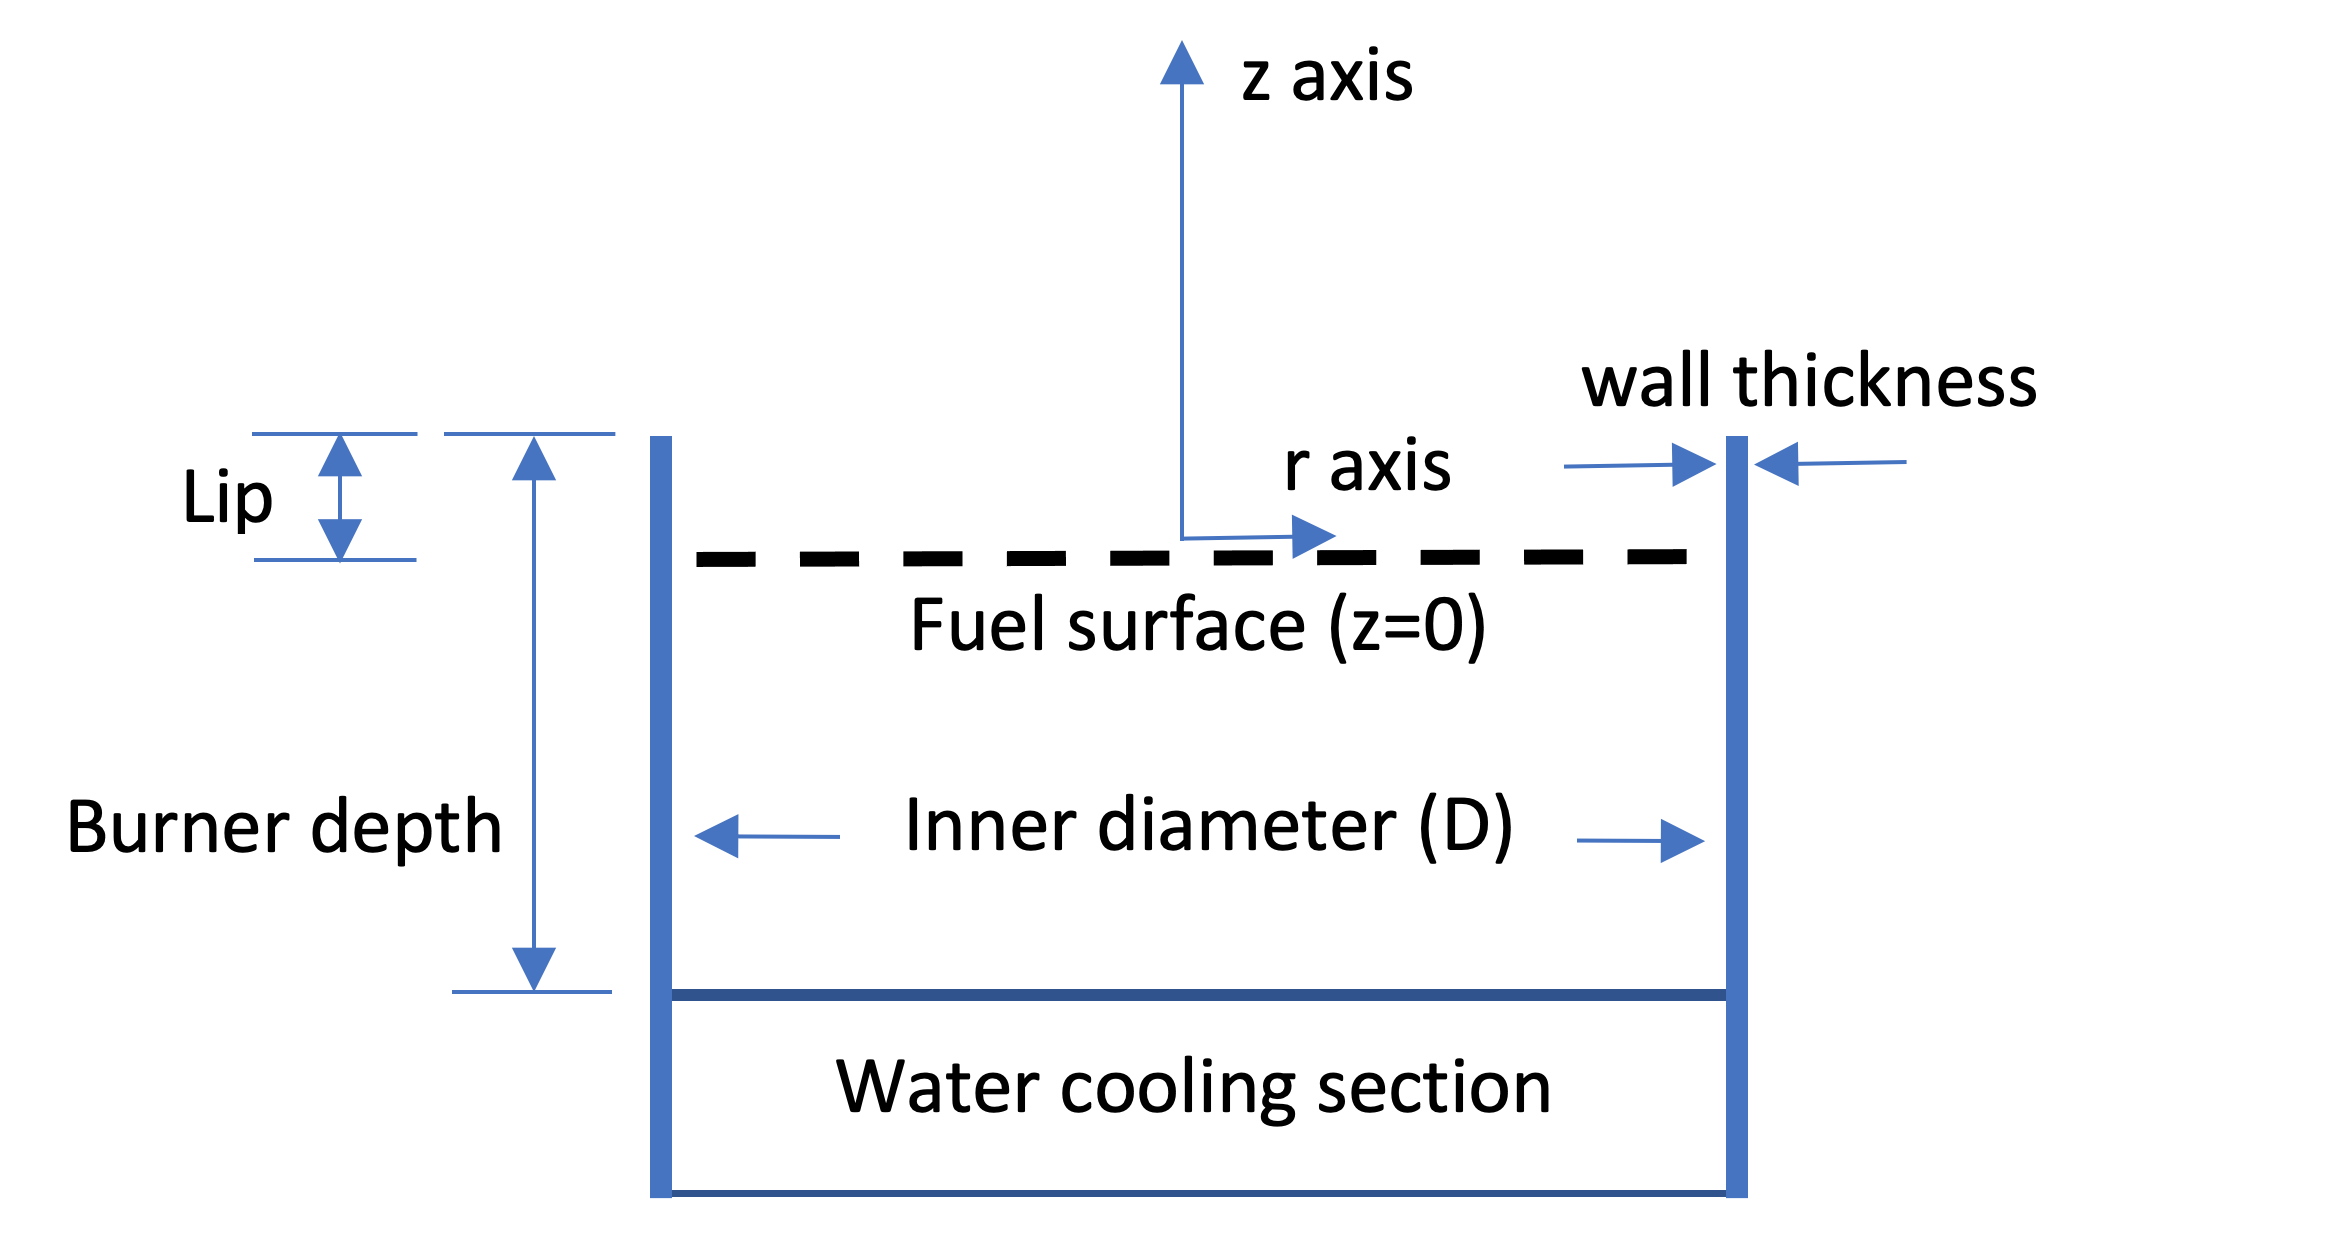 z axis
wall thickness
r axis
Lip
Fuel surface (z=0)
Burner depth
Inner diameter (D)
Water cooling section